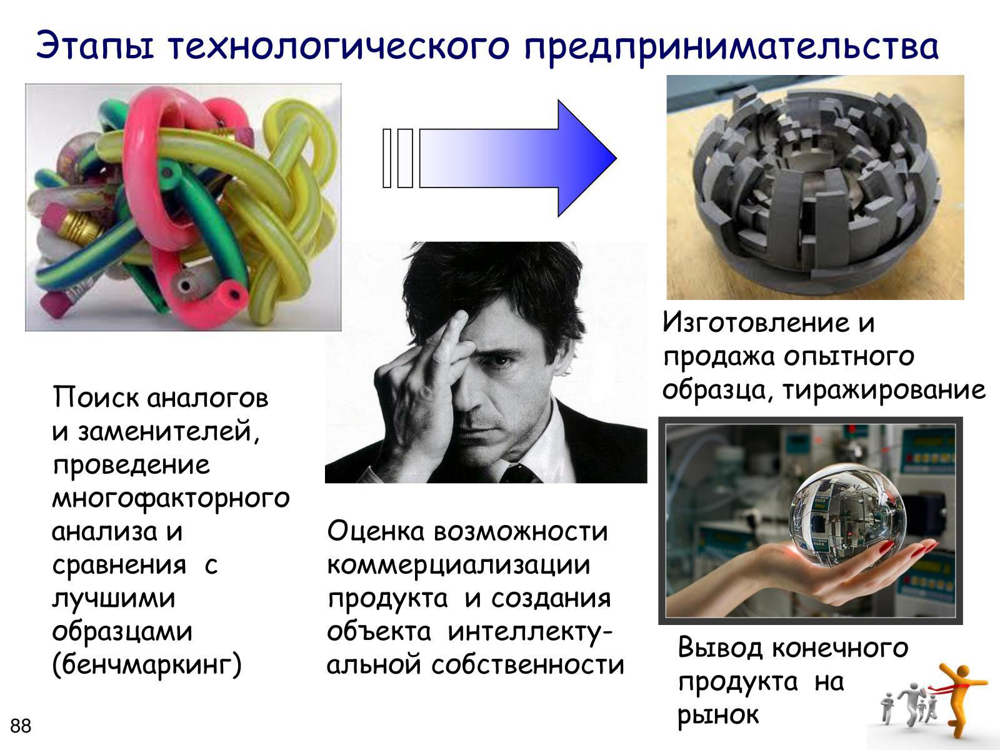 Этапы технологического предпринимательства
Поиск аналогов
и заменителей,
проведение
многофакторного
анализа и
сравнения с
лучшими
образцами
(бенчмаркинг)
Оценка возможности
коммерциализации
продукта и создания
объекта интеллекту-
альной собственности
Изготовление и
продажа опытного
образца, тиражирование
Вывод конечного
продукта на
рынок
88